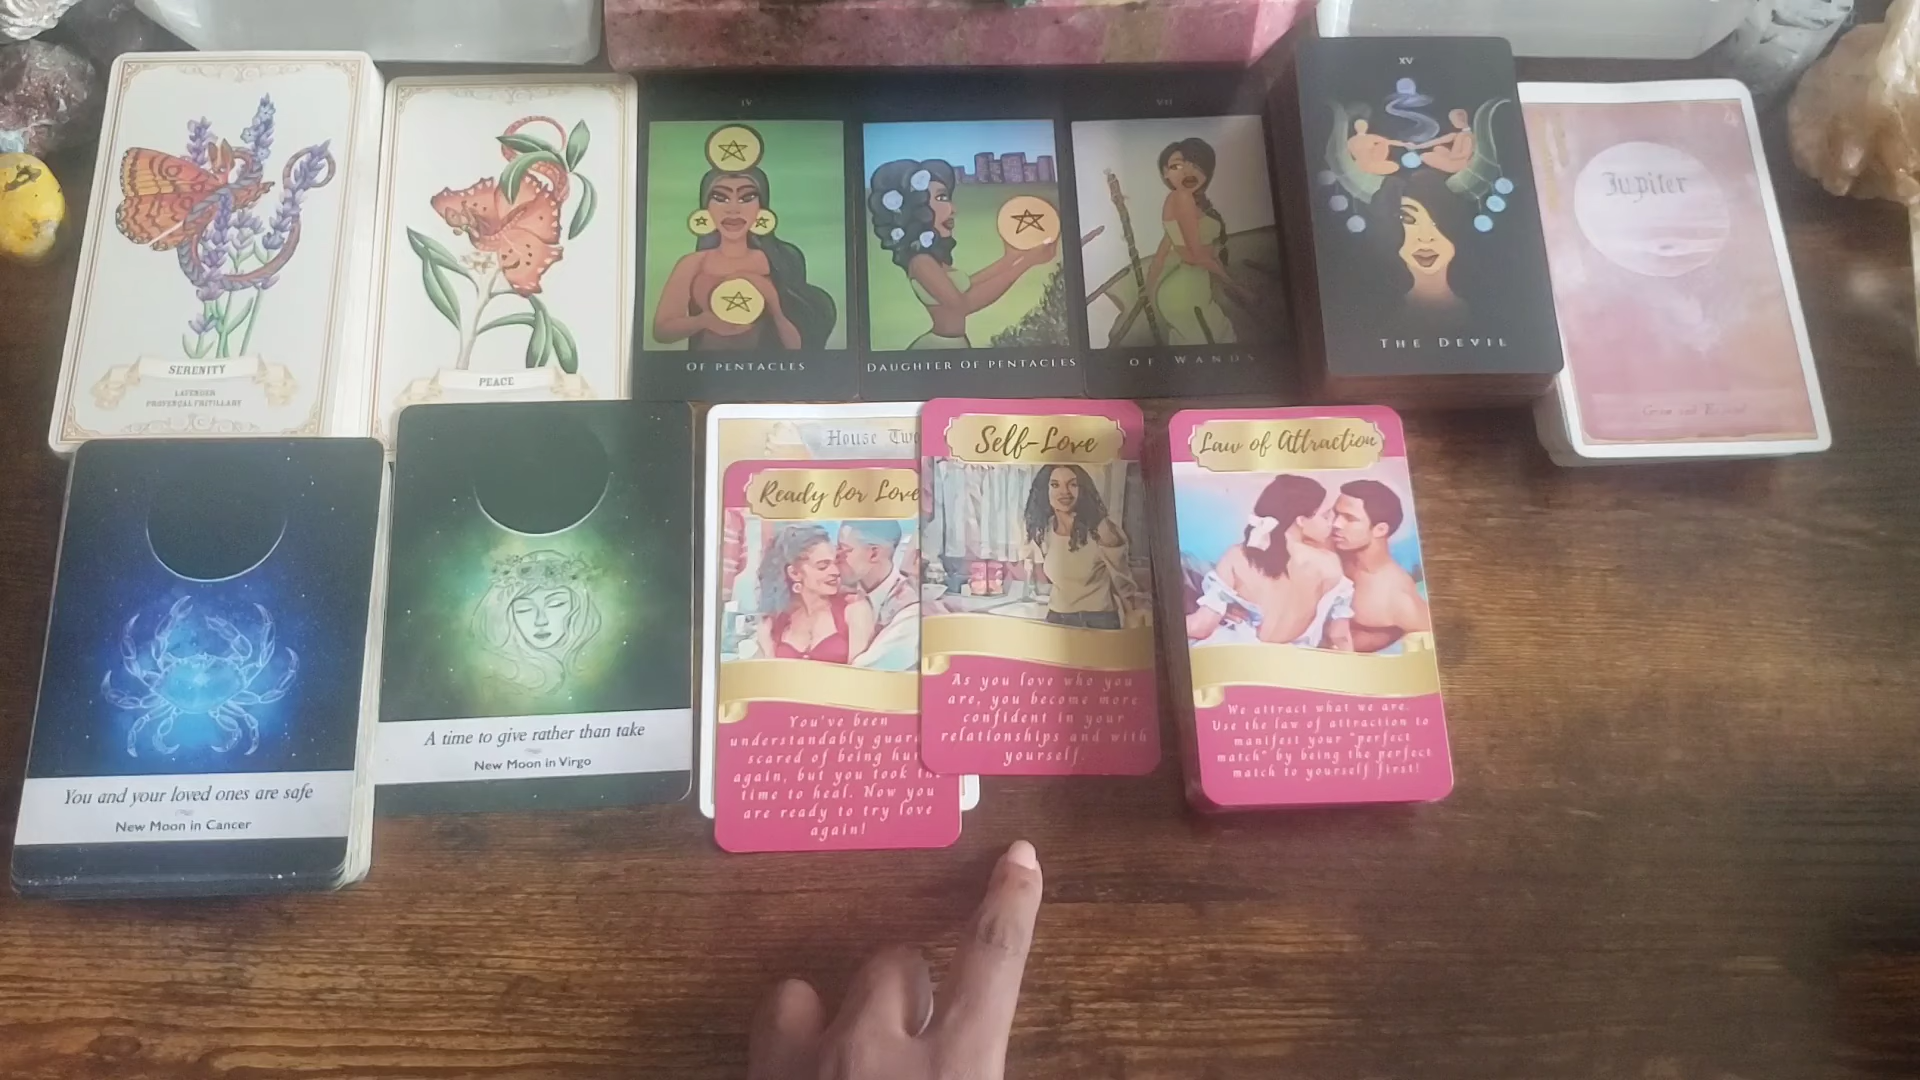 SERENITY
LAVENDER
PROVENÇAL FRITILLARY
PEACE
IV
OF PENTACLES
DAUGHTER OF PENTACLES
VII
OF WANDS
XV
THE DEVIL
Jupiter
You and your loved ones are safe
New Moon in Cancer
A time to give rather than take
New Moon in Virgo
House Two
Ready for Love
You've been
understandably
scared of being
again, but you took the
time to heal. Now you
are ready to try love
again!
Self-Love
As you love who you
are, you become more
confident in your
relationships and with
yourself.
Law of Attraction
We attract what we are.
Use the law of attraction to
manifest your "perfect
match" by being the perfect
match to yourself first!